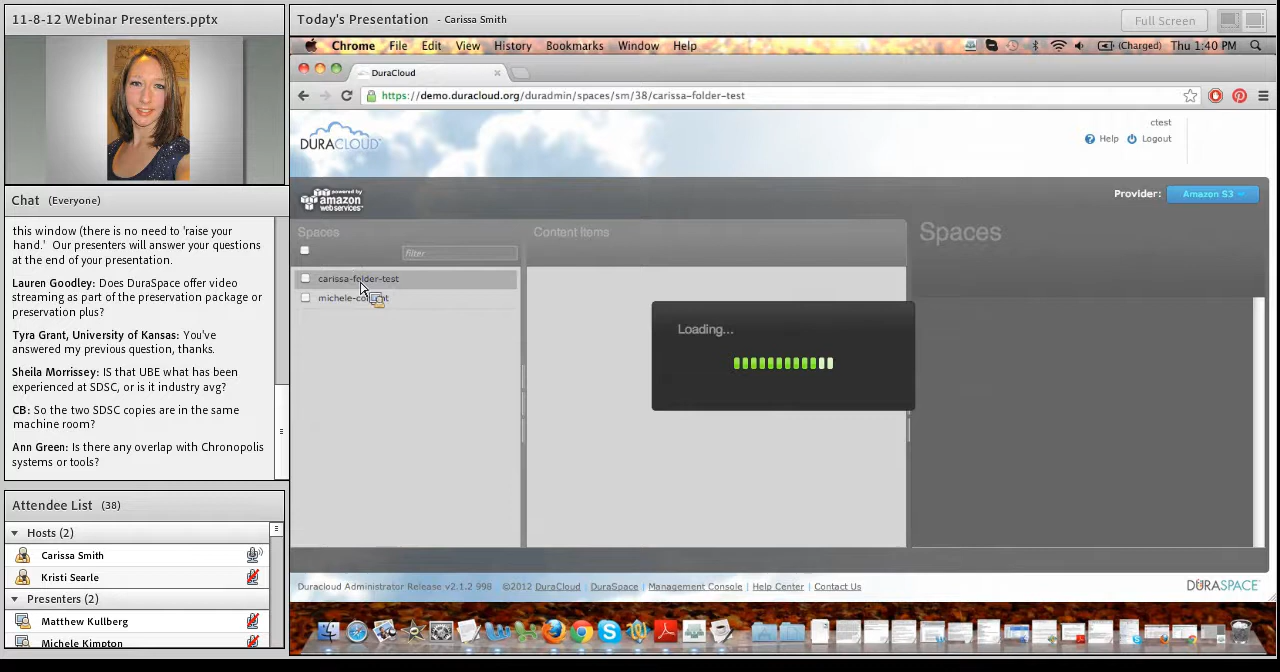 11-8-12 Webinar Presenters.pptx
Chat (Everyone)
this window (there is no need to 'raise your
hand.' Our presenters will answer your questions
at the end of your presentation.
Lauren Goodley: Does DuraSpace offer video
streaming as part of the preservation package or
preservation plus?
Tyra Grant, University of Kansas: You've
answered my previous question, thanks.
Sheila Morrissey: IS that UBE what has been
experienced at SDSC, or is it industry avg?
CB: So the two SDSC copies are in the same
machine room?
Ann Green: Is there any overlap with Chronopolis
systems or tools?
Attendee List (38)
Hosts (2)
Carissa Smith
Kristi Searle
Presenters (2)
Matthew Kullberg
Michele Kimpton
Today's Presentation - Carissa Smith
Full Screen
Chrome File Edit View History Bookmarks Window Help
(Charged) Thu 1:40 PM
DuraCloud
https://demo.duracloud.org/duradmin/spaces/sm/38/carissa-folder-test
DURACLOUD
ctest
Help Logout
powered by
amazon
webservices
Provider: Amazon S3
Spaces
filter
Content Items
Spaces
carissa-folder-test
Loading...
Duracloud Administrator Release v2.1.2 998 ©2012 DuraCloud DuraSpace Management Console Help Center Contact Us
DURASPACE